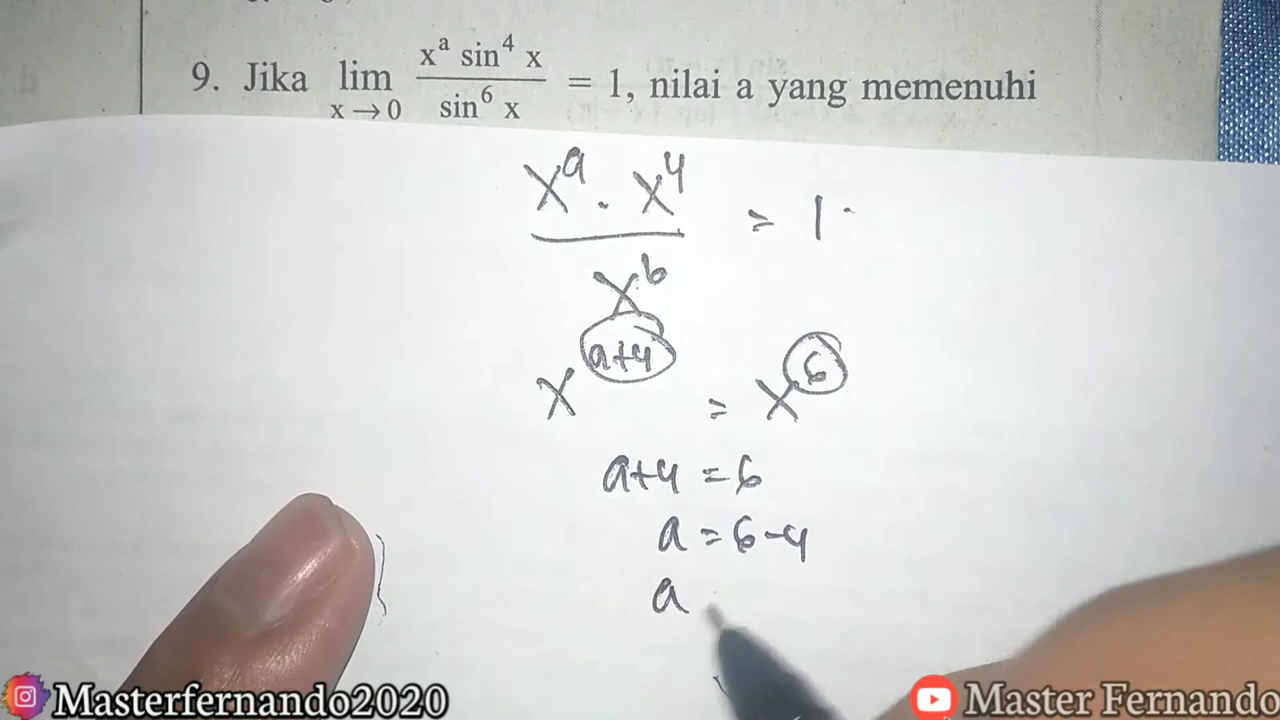 9. Jika lim x→0 x^a sin^4 x / sin^6 x = 1, nilai a yang memenuhi
x^a . x^4 / x^6 = 1
x^(a+4) = x^6
a+4 = 6
a = 6-4
a
Masterfernando2020
Master Fernando